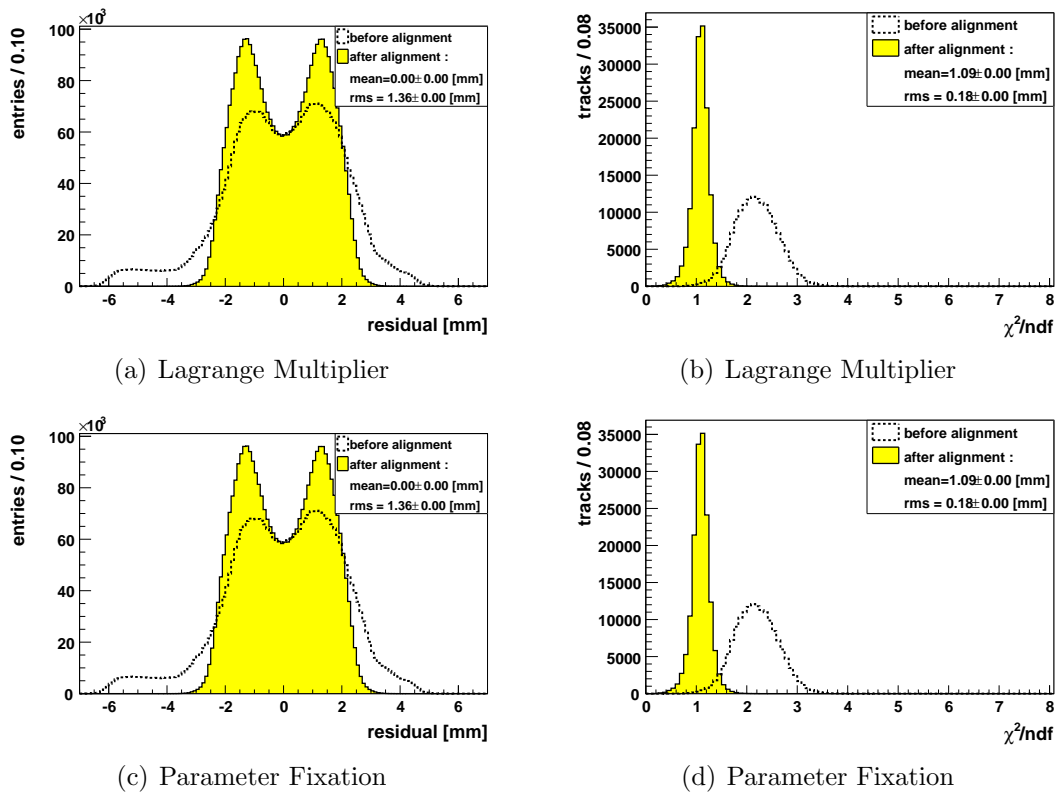 ×10³
entries / 0.10
100
80
60
40
20
0
before alignment
after alignment :
mean=0.00±0.00 [mm]
rms = 1.36±0.00 [mm]
-6 -4 -2 0 2 4 6
residual [mm]
(a) Lagrange Multiplier
tracks / 0.08
35000
30000
25000
20000
15000
10000
5000
0
before alignment
after alignment :
mean=1.09±0.00 [mm]
rms = 0.18±0.00 [mm]
0 1 2 3 4 5 6 7 8
χ²/ndf
(b) Lagrange Multiplier
×10³
entries / 0.10
100
80
60
40
20
0
before alignment
after alignment :
mean=0.00±0.00 [mm]
rms = 1.36±0.00 [mm]
-6 -4 -2 0 2 4 6
residual [mm]
(c) Parameter Fixation
tracks / 0.08
35000
30000
25000
20000
15000
10000
5000
0
before alignment
after alignment :
mean=1.09±0.00 [mm]
rms = 0.18±0.00 [mm]
0 1 2 3 4 5 6 7 8
χ²/ndf
(d) Parameter Fixation